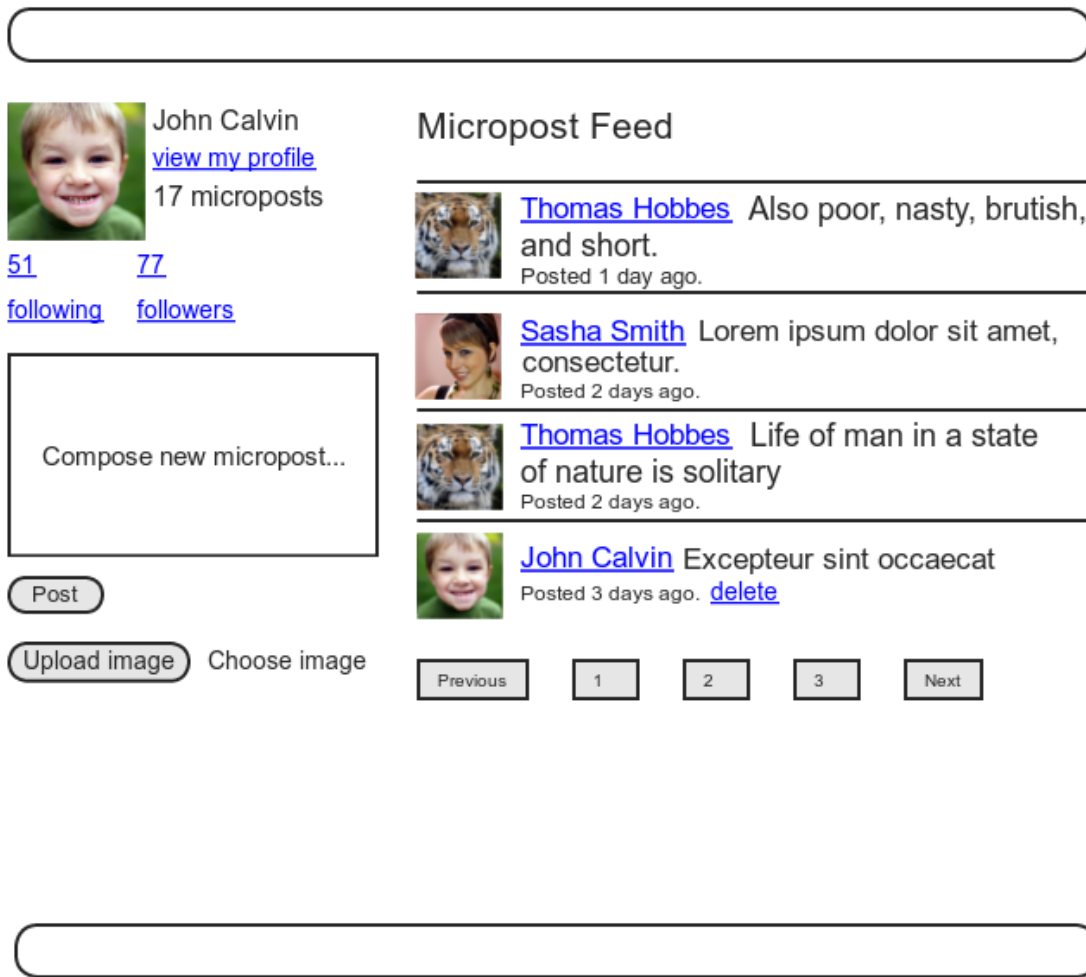 John Calvin
view my profile
17 microposts
51 77
following followers
Compose new micropost...
Post
Upload image Choose image
Micropost Feed
Thomas Hobbes Also poor, nasty, brutish,
and short.
Posted 1 day ago.
Sasha Smith Lorem ipsum dolor sit amet,
consectetur.
Posted 2 days ago.
Thomas Hobbes Life of man in a state
of nature is solitary
Posted 2 days ago.
John Calvin Excepteur sint occaecat
Posted 3 days ago. delete
Previous 1 2 3 Next